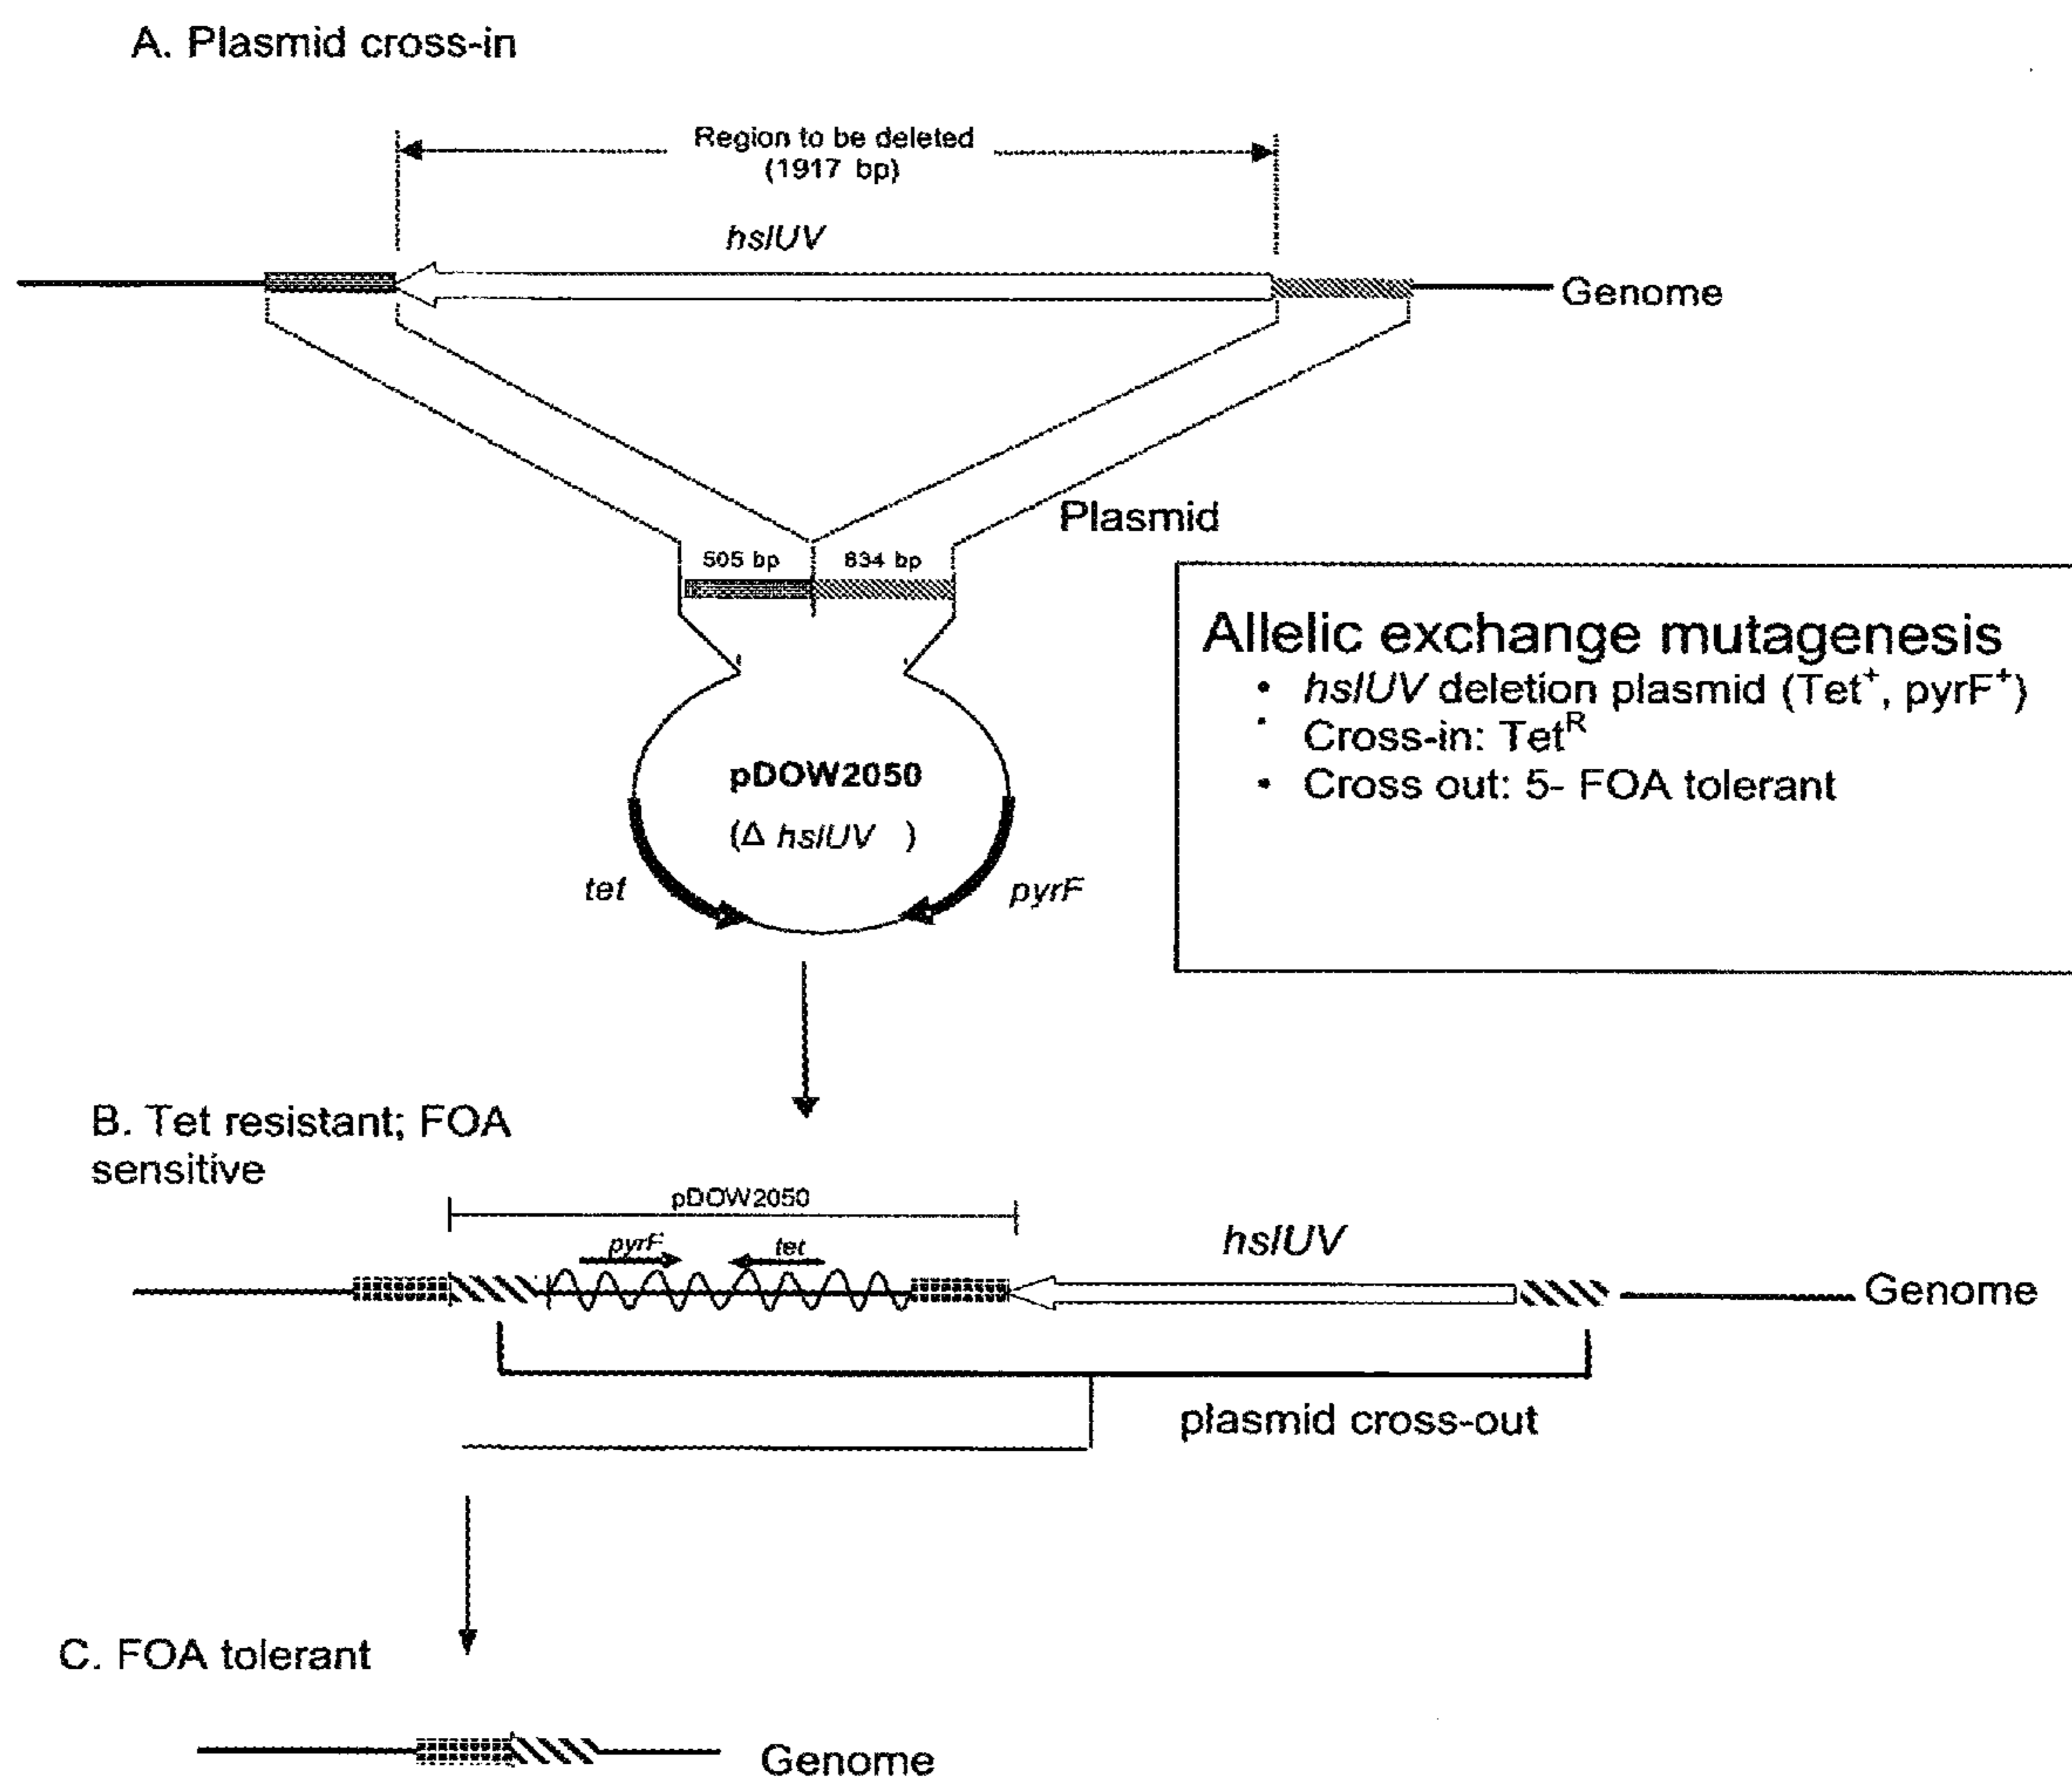 A. Plasmid cross-in
Region to be deleted
(1917 bp)
hslUV
Genome
Plasmid
505 bp
634 bp
Allelic exchange mutagenesis
• hslUV deletion plasmid (Tet⁺, pyrF⁺)
• Cross-in: Tetᴿ
• Cross out: 5- FOA tolerant
pDOW2050
(Δ hslUV )
tet
pyrF
B. Tet resistant; FOA
sensitive
pDOW2050
pyrF
tet
hslUV
Genome
plasmid cross-out
C. FOA tolerant
Genome